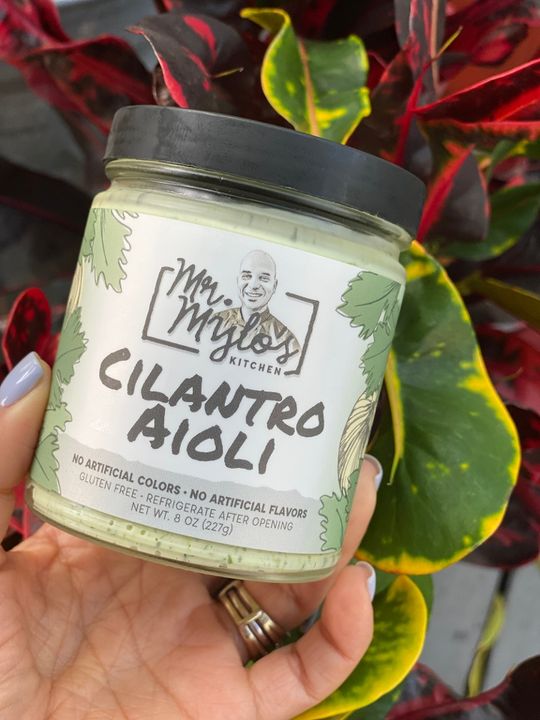 Mr.
Mylo's
KITCHEN
CILANTRO
AIOLI
NO ARTIFICIAL COLORS • NO ARTIFICIAL FLAVORS
GLUTEN FREE • REFRIGERATE AFTER OPENING
NET WT. 8 OZ (227g)